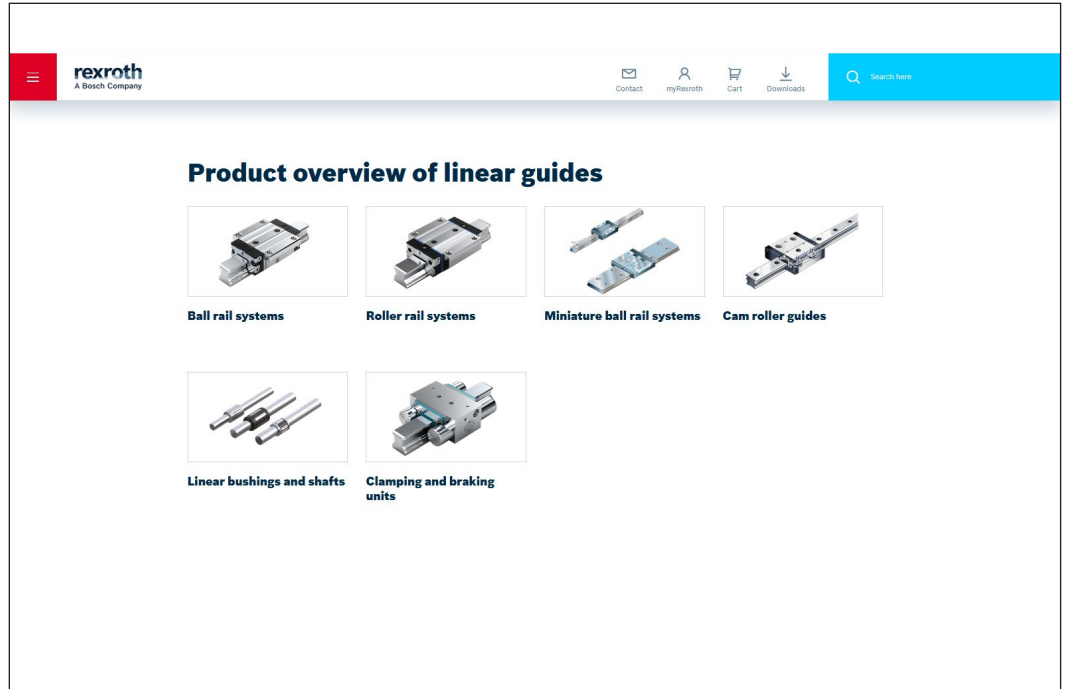 rexroth
A Bosch Company
Contact
myRexroth
Cart
Downloads
Search here
Product overview of linear guides
Ball rail systems
Roller rail systems
Miniature ball rail systems
Cam roller guides
Linear bushings and shafts
Clamping and braking
units